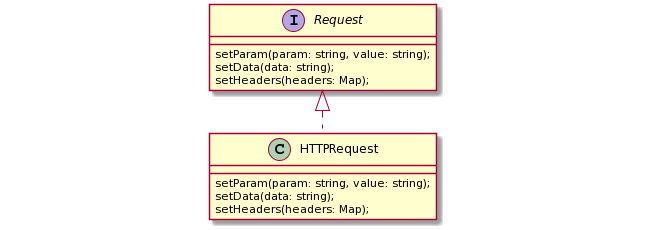 I Request
setParam(param: string, value: string);
setData(data: string);
setHeaders(headers: Map);
C HTTPRequest
setParam(param: string, value: string);
setData(data: string);
setHeaders(headers: Map);